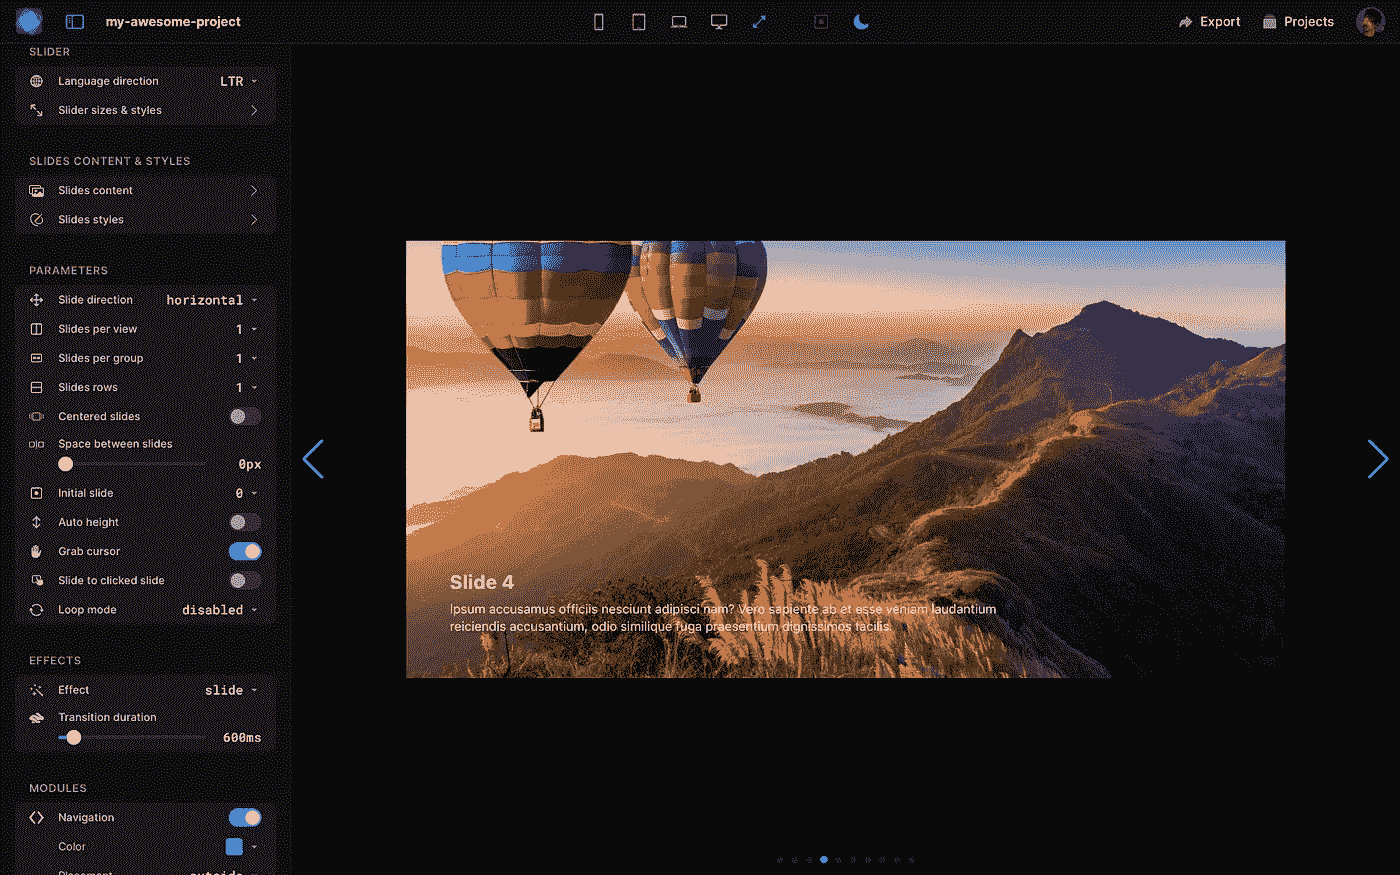 my-awesome-project
Export
Projects
SLIDER
Language direction LTR
Slider sizes & styles
SLIDES CONTENT & STYLES
Slides content
Slides styles
PARAMETERS
Slide direction horizontal
Slides per view 1
Slides per group 1
Slides rows 1
Centered slides
Space between slides
0px
Initial slide 0
Auto height
Grab cursor
Slide to clicked slide
Loop mode disabled
EFFECTS
Effect slide
Transition duration
600ms
MODULES
Navigation
Color
Placement outside
Slide 4
Ipsum accusamus officiis nesciunt adipisci nam? Vero sapiente ab et esse veniam laudantium
reiciendis accusantium, odio similique fuga praesentium dignissimos facilis.